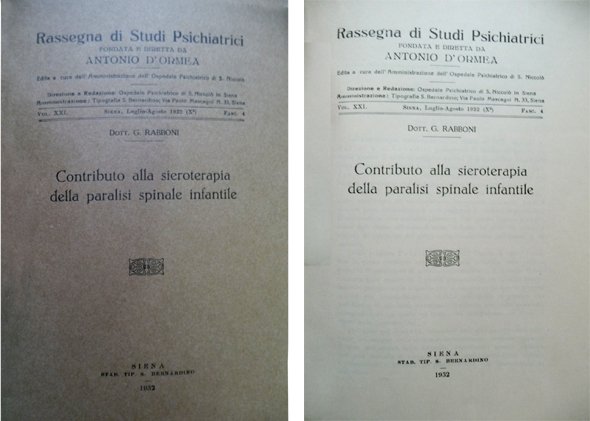 Rassegna di Studi Psichiatrici
FONDATA E DIRETTA DA
ANTONIO D'ORMEA
Edita a cura dell'Amministrazione dell'Ospedale Psichiatrico di S. Niccolò
Direzione e Redazione: Ospedale Psichiatrico di S. Niccolò in Siena
Amministrazione: Tipografia S. Bernardino; Via Paolo Mascagni N. 33, Siena
VOL. XXI. SIENA, Luglio-Agosto 1932 (Xº) FASC. 4
DOTT. G. RABBONI
Contributo alla sieroterapia
della paralisi spinale infantile
SIENA
STAB. TIP. S. BERNARDINO
1932
Rassegna di Studi Psichiatrici
FONDATA E DIRETTA DA
ANTONIO D'ORMEA
Edita a cura dell'Amministrazione dell'Ospedale Psichiatrico di S. Niccolò
Direzione e Redazione: Ospedale Psichiatrico di S. Niccolò in Siena
Amministrazione: Tipografia S. Bernardino; Via Paolo Mascagni N. 33, Siena
VOL. XXI. SIENA, Luglio-Agosto 1932 (Xº) FASC. 4
DOTT. G. RABBONI
Contributo alla sieroterapia
della paralisi spinale infantile
SIENA
STAB. TIP. S. BERNARDINO
1932